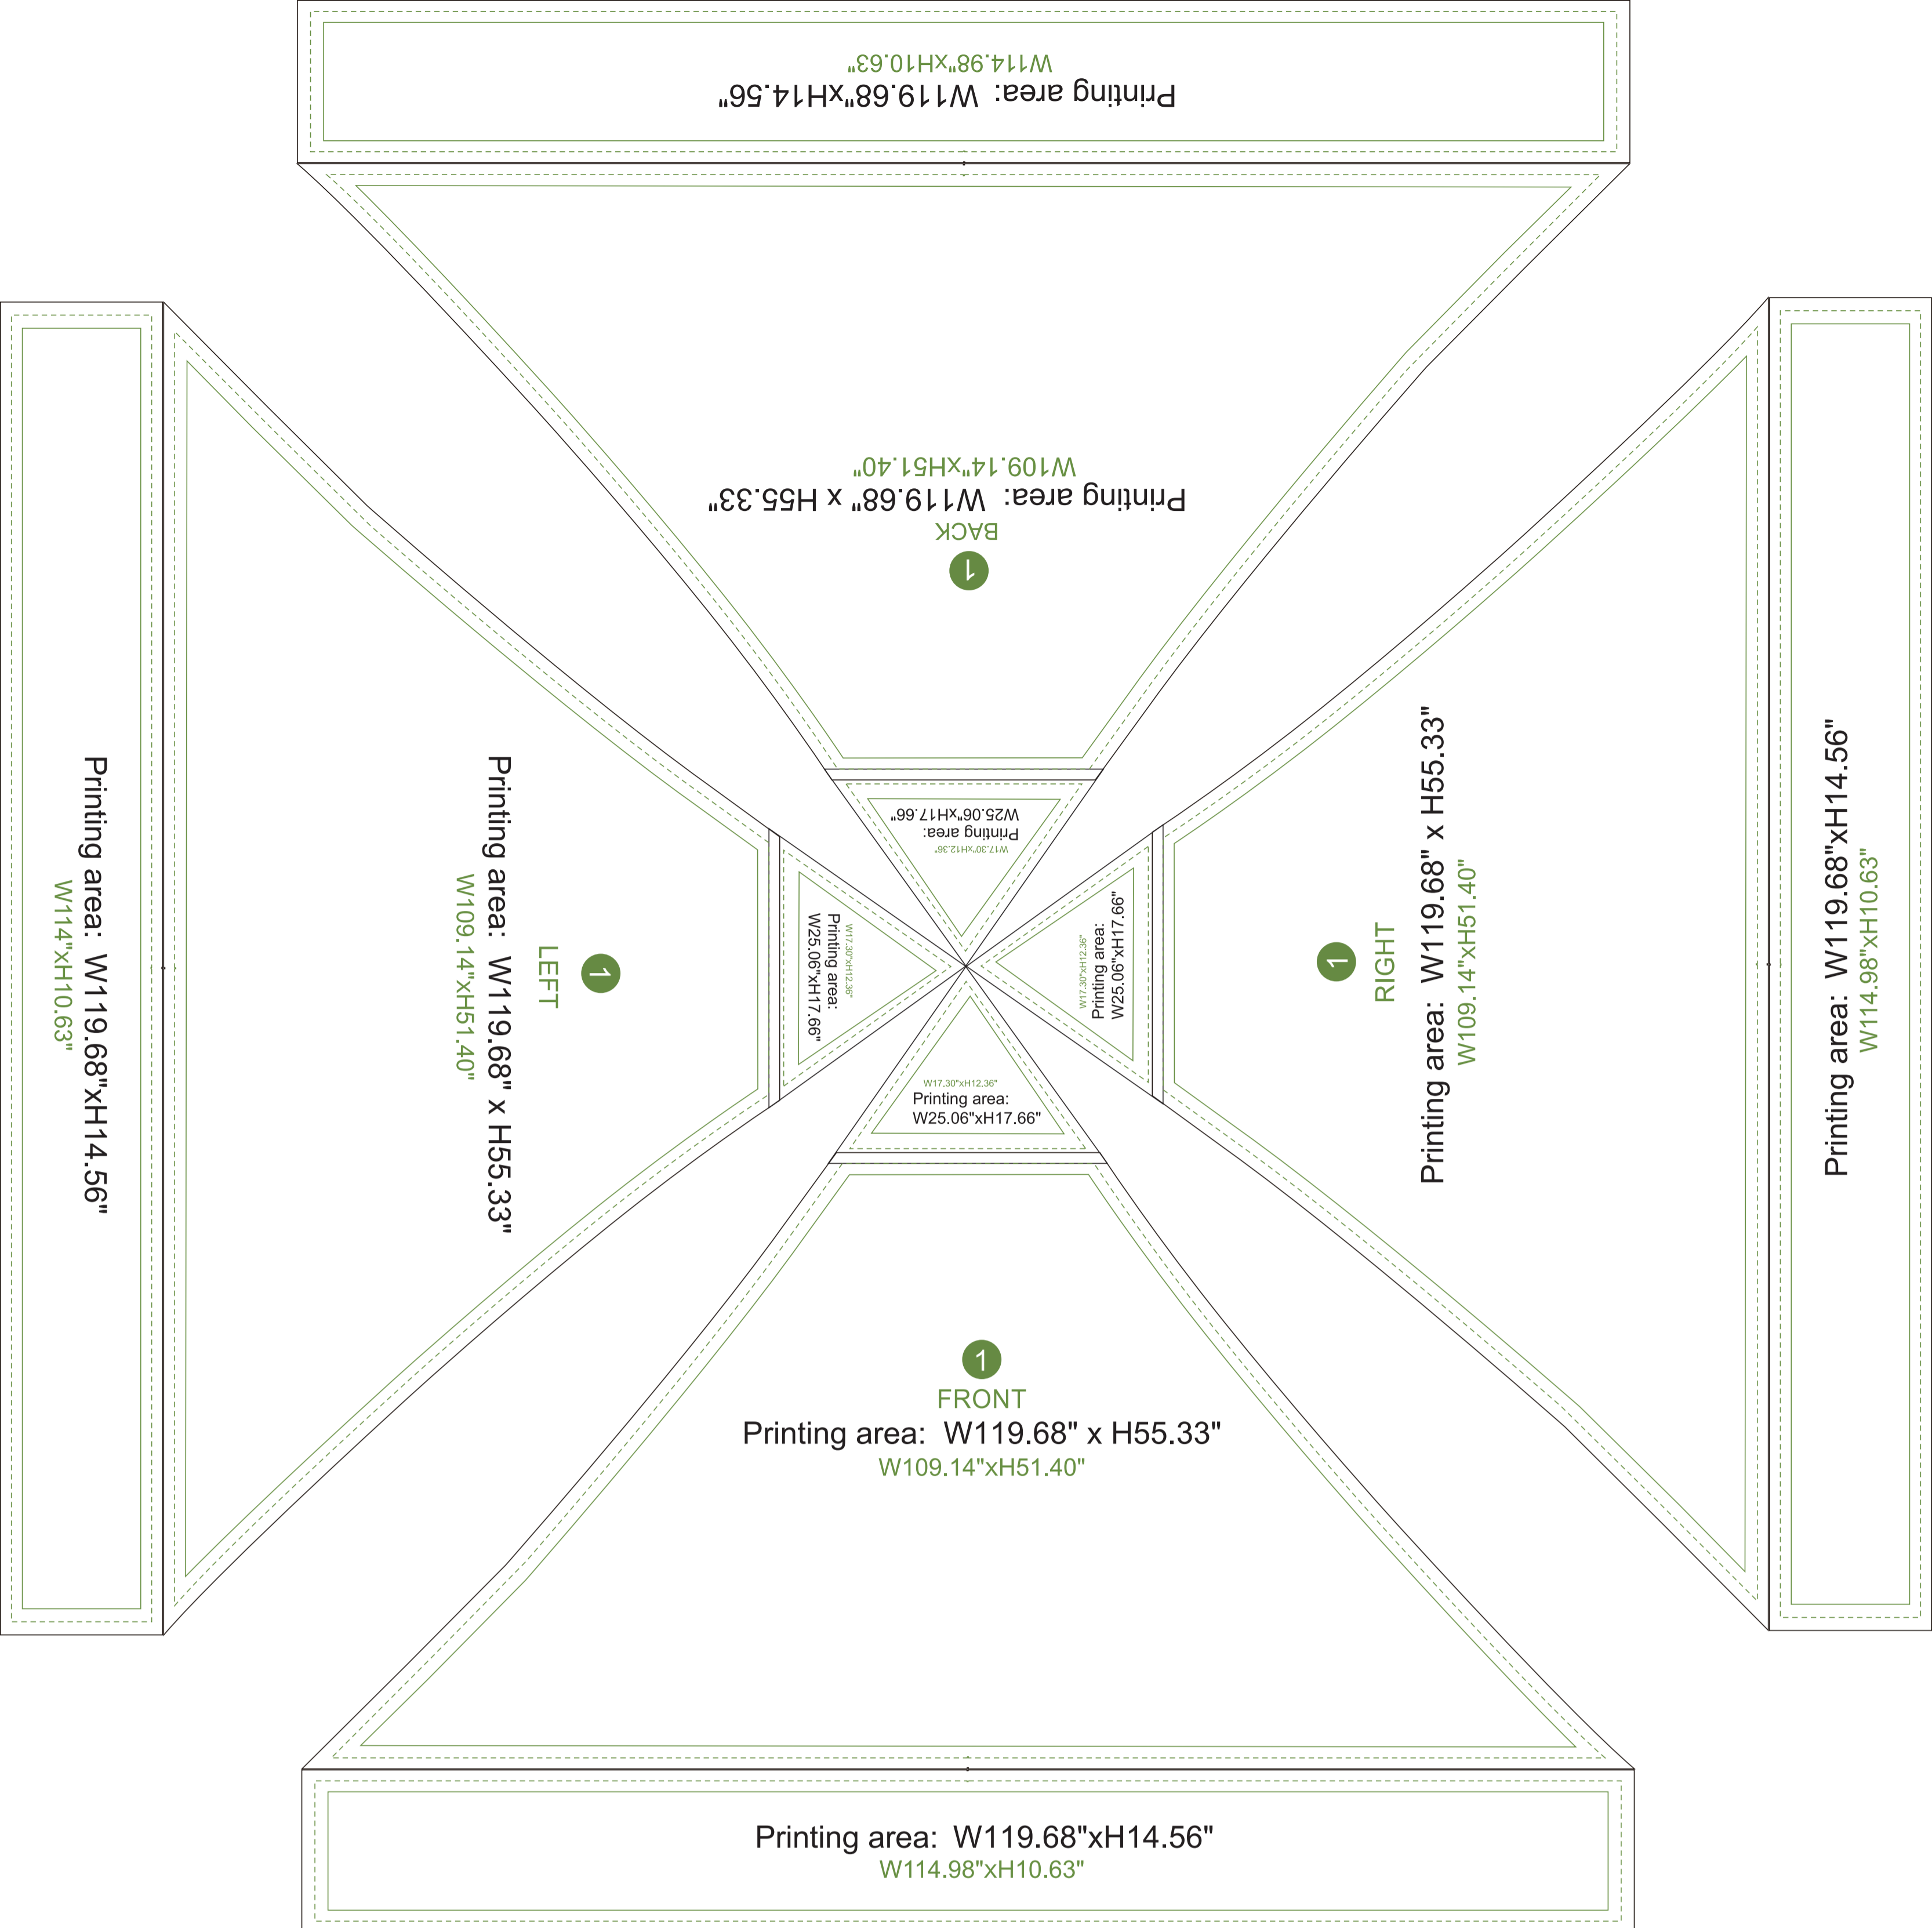 W114.98"xH10.63"
Printing area: W119.68"xH14.56"
W109.14"xH51.40"
Printing area: W119.68" x H55.33"
BACK
1
W25.06"xH17.66"
Printing area:
W17.30"xH12.36"
Printing area: W119.68"xH14.56"
W114"xH10.63"
Printing area: W119.68" x H55.33"
W109.14"xH51.40"
LEFT
1
W17.30"xH12.36"
Printing area:
W25.06"xH17.66"
W17.30"xH12.36"
Printing area:
W25.06"xH17.66"
1
RIGHT
Printing area: W119.68" x H55.33"
W109.14"xH51.40"
Printing area: W119.68"xH14.56"
W114.98"xH10.63"
W17.30"xH12.36"
Printing area:
W25.06"xH17.66"
1
FRONT
Printing area: W119.68" x H55.33"
W109.14"xH51.40"
Printing area: W119.68"xH14.56"
W114.98"xH10.63"